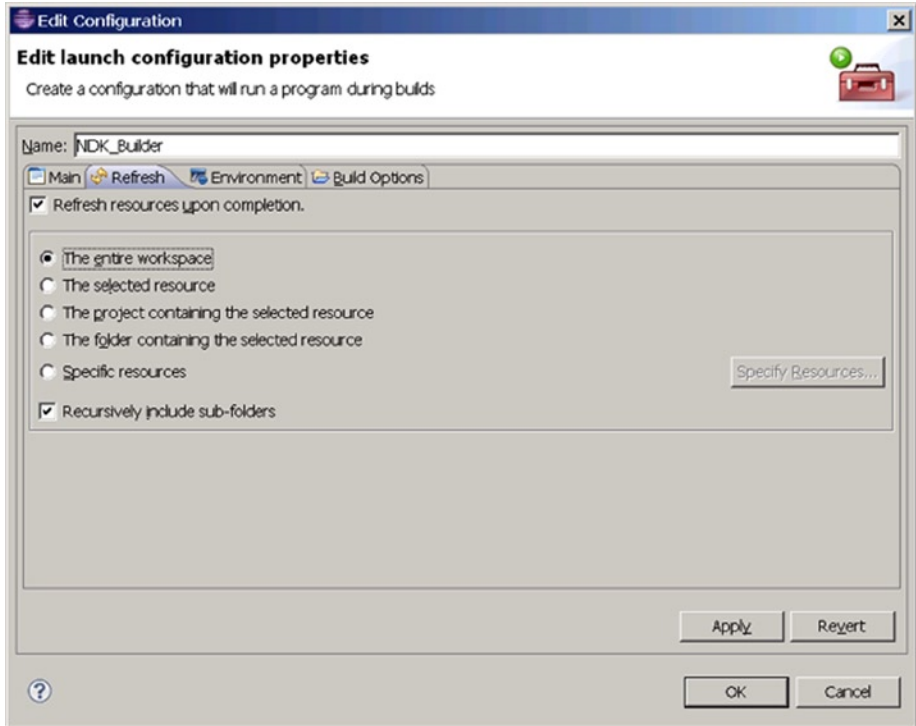 Edit Configuration
Edit launch configuration properties
Create a configuration that will run a program during builds
Name: NDK_Builder
Main Refresh Environment Build Options
Refresh resources upon completion.
The entire workspace
The selected resource
The project containing the selected resource
The folder containing the selected resource
Specific resources Specify Resources...
Recursively include sub-folders
Apply Revert
OK Cancel